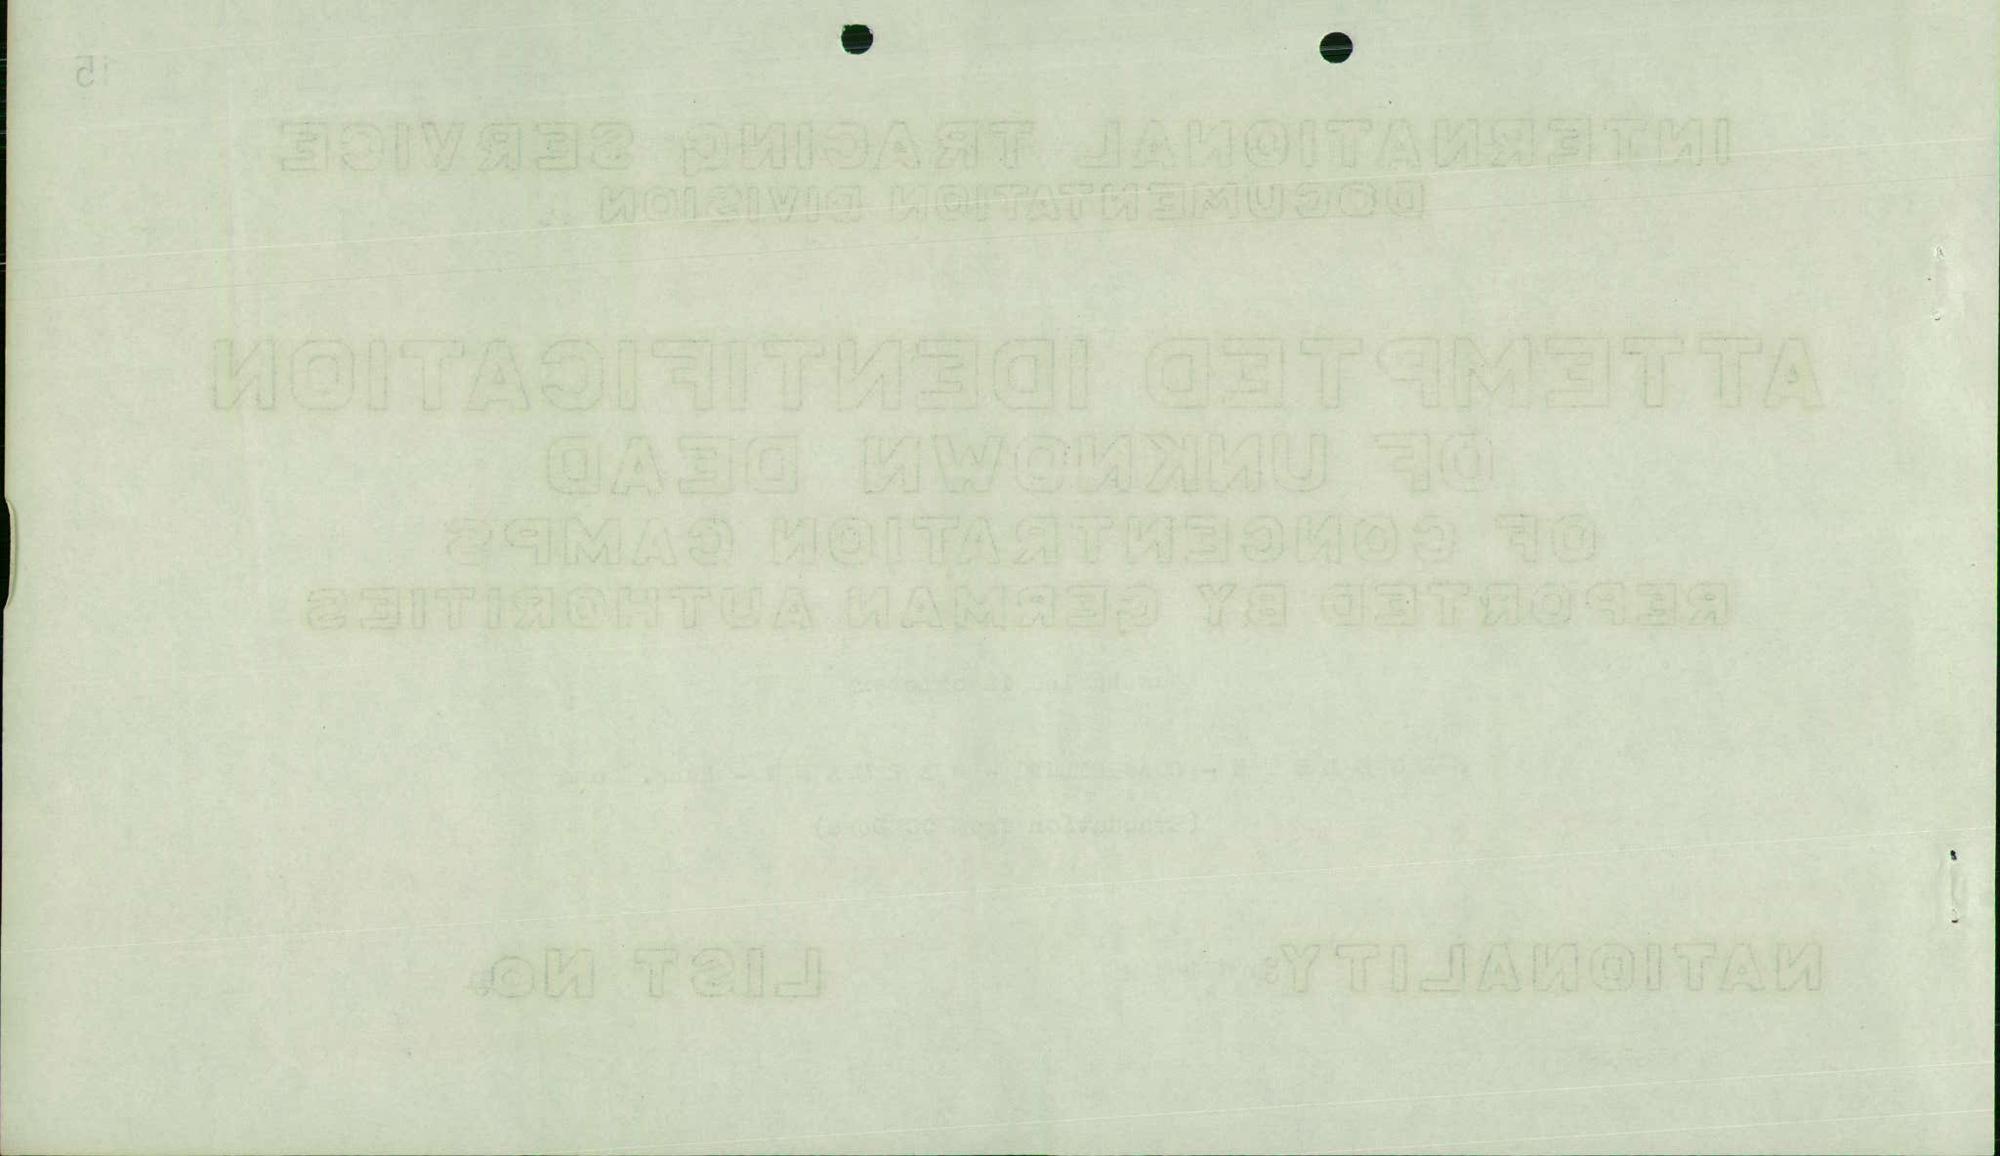 15
INTERNATIONAL TRACING SERVICE
DOCUMENTATION DIVISION
ATTEMPTED IDENTIFICATION
OF UNKNOWN DEAD
OF CONCENTRATION CAMPS
REPORTED BY GERMAN AUTHORITIES
NATIONALITY: LIST NO.